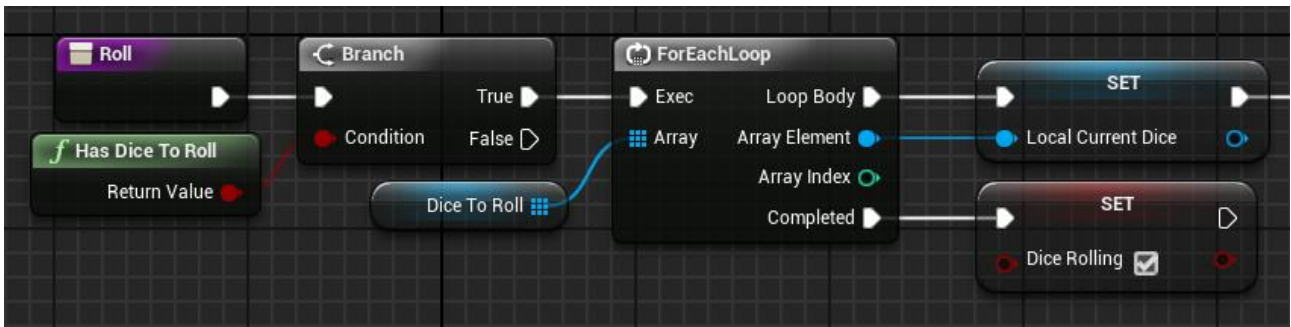 Roll
Has Dice To Roll
Return Value
Branch
True
Condition
False
Dice To Roll
ForEachLoop
Exec
Loop Body
Array
Array Element
Array Index
Completed
SET
Local Current Dice
SET
Dice Rolling